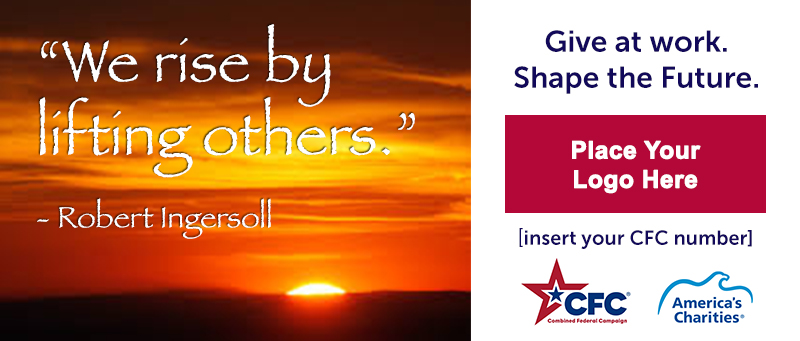 “We rise by
lifting others.”
- Robert Ingersoll
Give at work.
Shape the Future.
Place Your
Logo Here
[insert your CFC number]
CFC®
Combined Federal Campaign
America's
Charities®